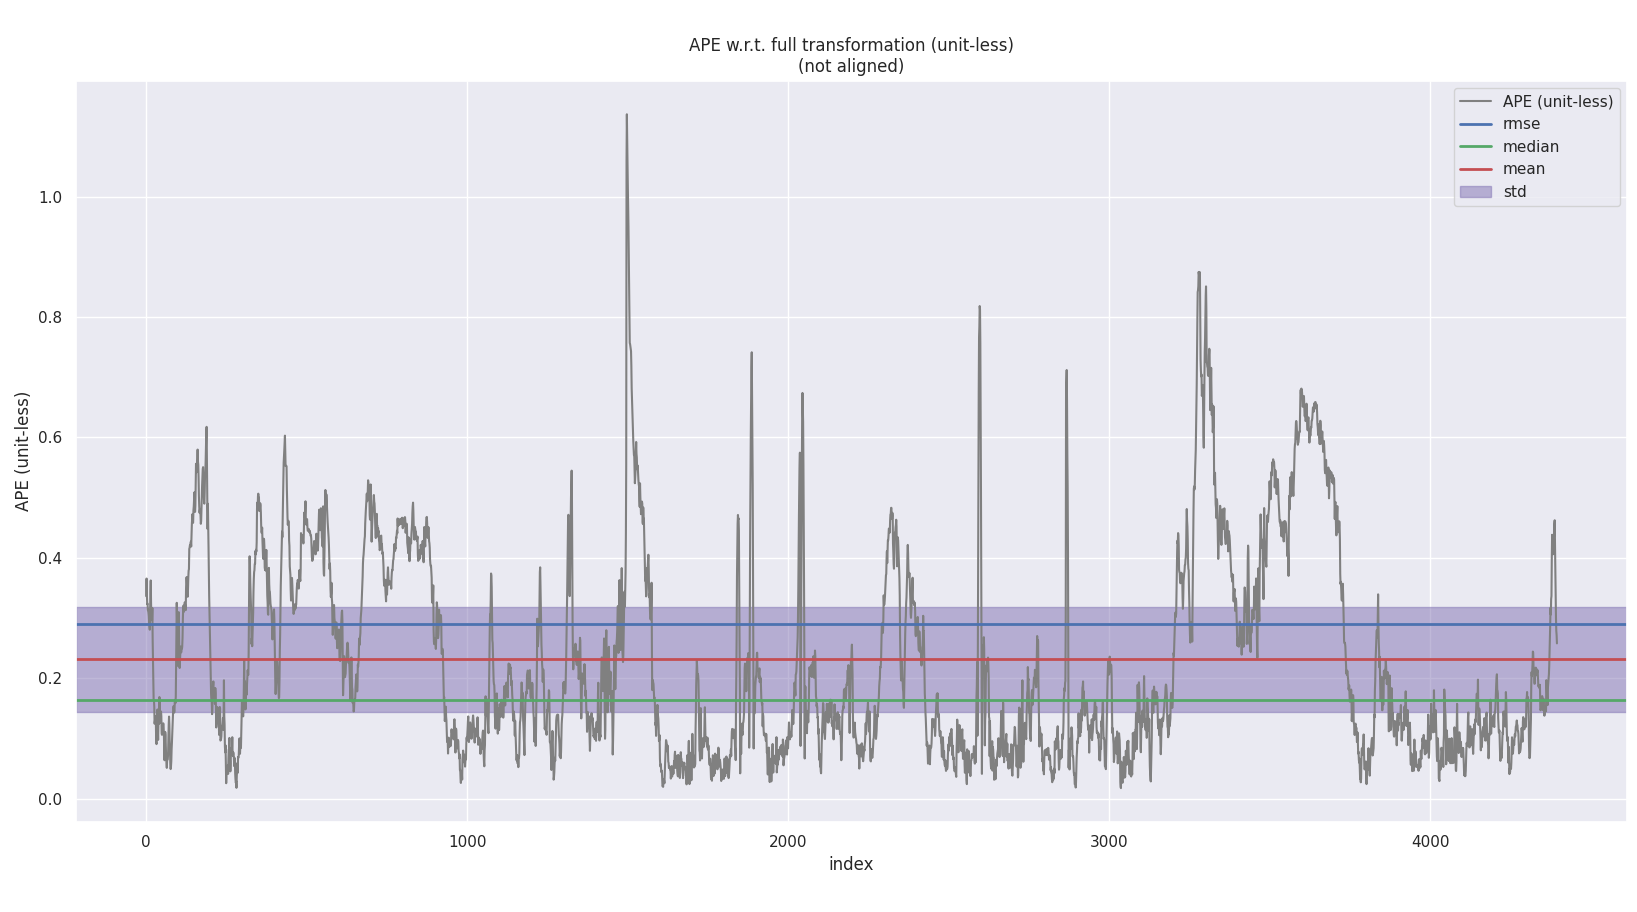 APE w.r.t. full transformation (unit-less)
(not aligned)
APE (unit-less)
rmse
median
mean
std
APE (unit-less)
1.0
0.8
0.6
0.4
0.2
0.0
0
1000
2000
3000
4000
index